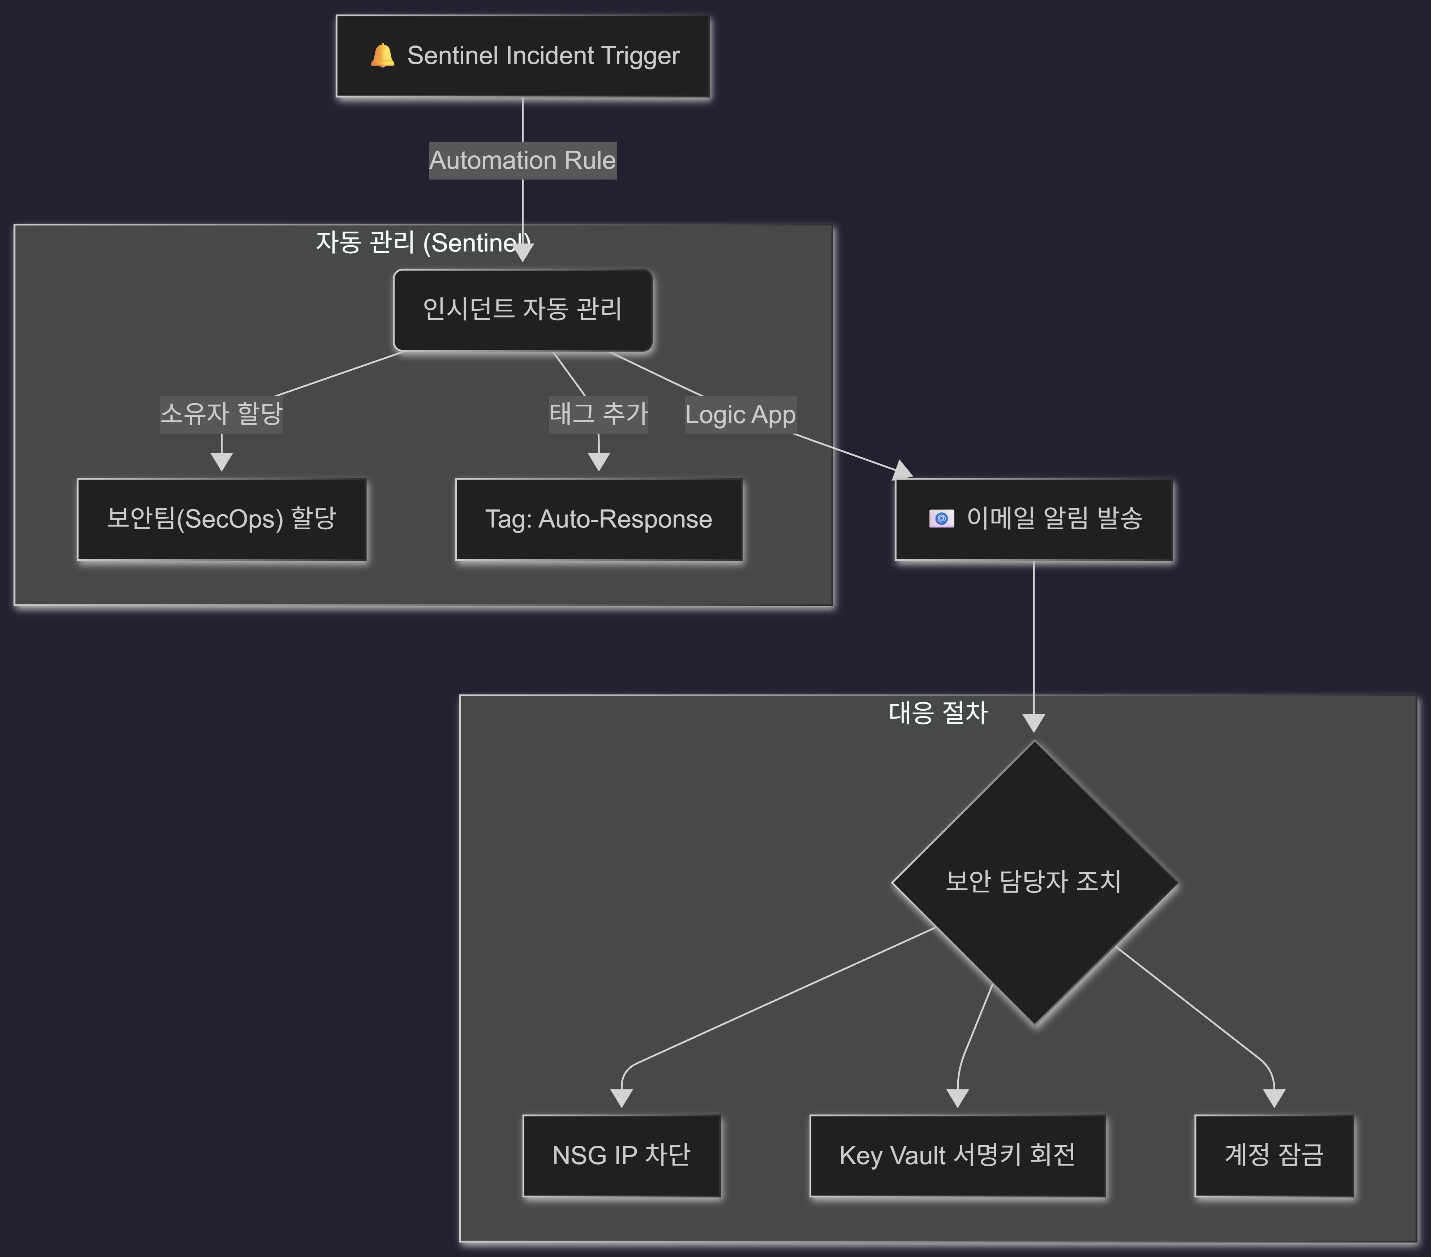 Sentinel Incident Trigger
Automation Rule
자동 관리 (Sentinel)
인시던트 자동 관리
소유자 할당
태그 추가
Logic App
보안팀(SecOps) 할당
Tag: Auto-Response
이메일 알림 발송
대응 절차
보안 담당자 조치
NSG IP 차단
Key Vault 서명키 회전
계정 잠금